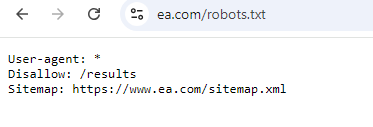 ea.com/robots.txt
User-agent: *
Disallow: /results
Sitemap: https://www.ea.com/sitemap.xml